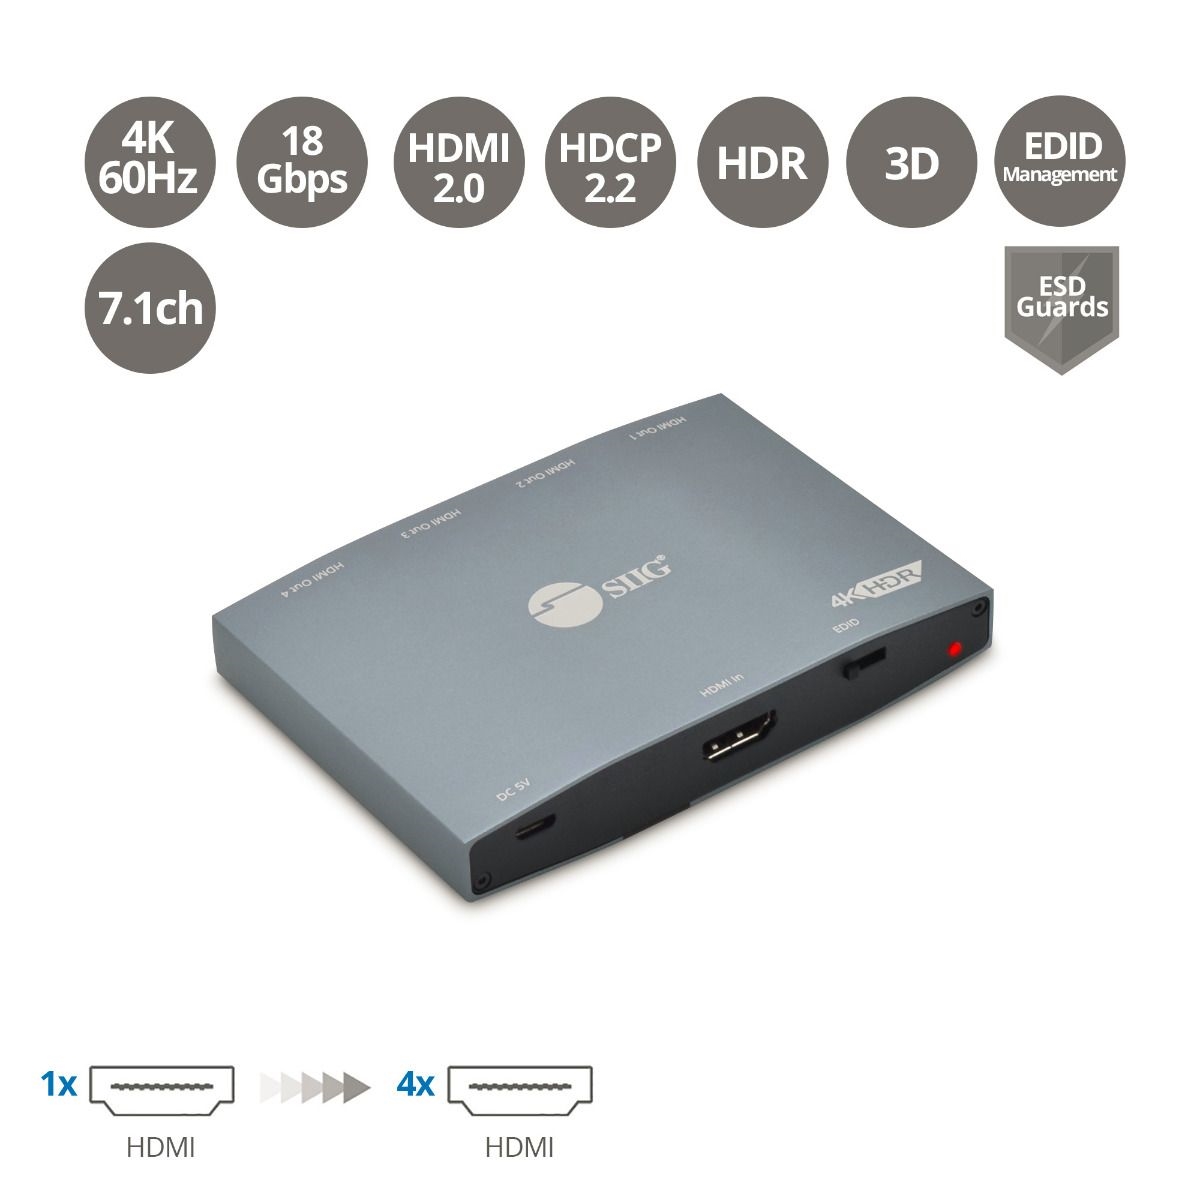 4K
60Hz
18
Gbps
HDMI
2.0
HDCP
2.2
HDR
3D
EDID
Management
7.1ch
ESD
Guards
HDMI Out 1
HDMI Out 2
HDMI Out 3
HDMI Out 4
SIIG®
4K HDR
EDID
HDMI in
DC 5V
1x
HDMI
4x
HDMI